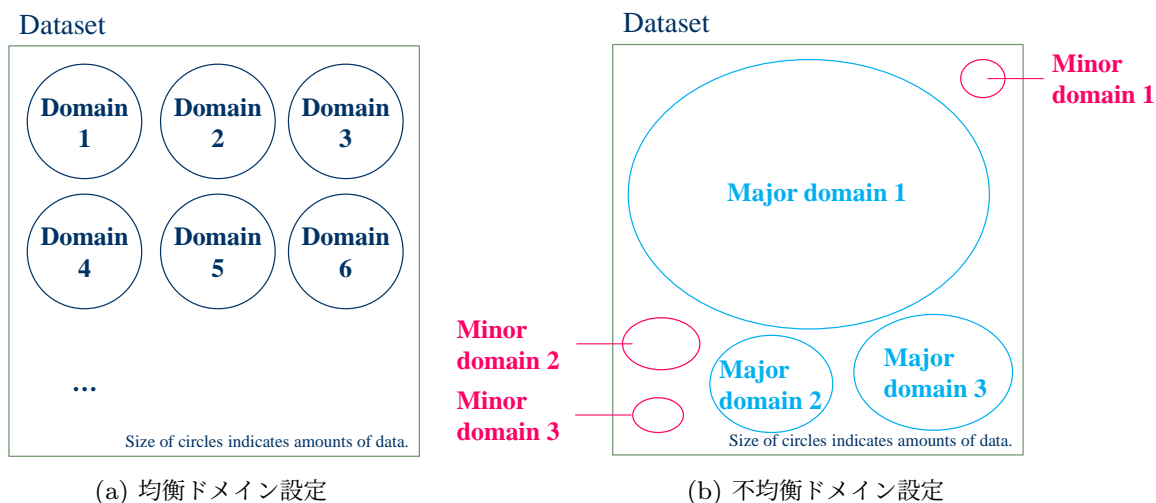 Dataset
Domain
1
Domain
2
Domain
3
Domain
4
Domain
5
Domain
6
...
Size of circles indicates amounts of data.
(a) 均衡ドメイン設定
Dataset
Minor
domain 1
Major domain 1
Minor
domain 2
Minor
domain 3
Major
domain 2
Major
domain 3
Size of circles indicates amounts of data.
(b) 不均衡ドメイン設定